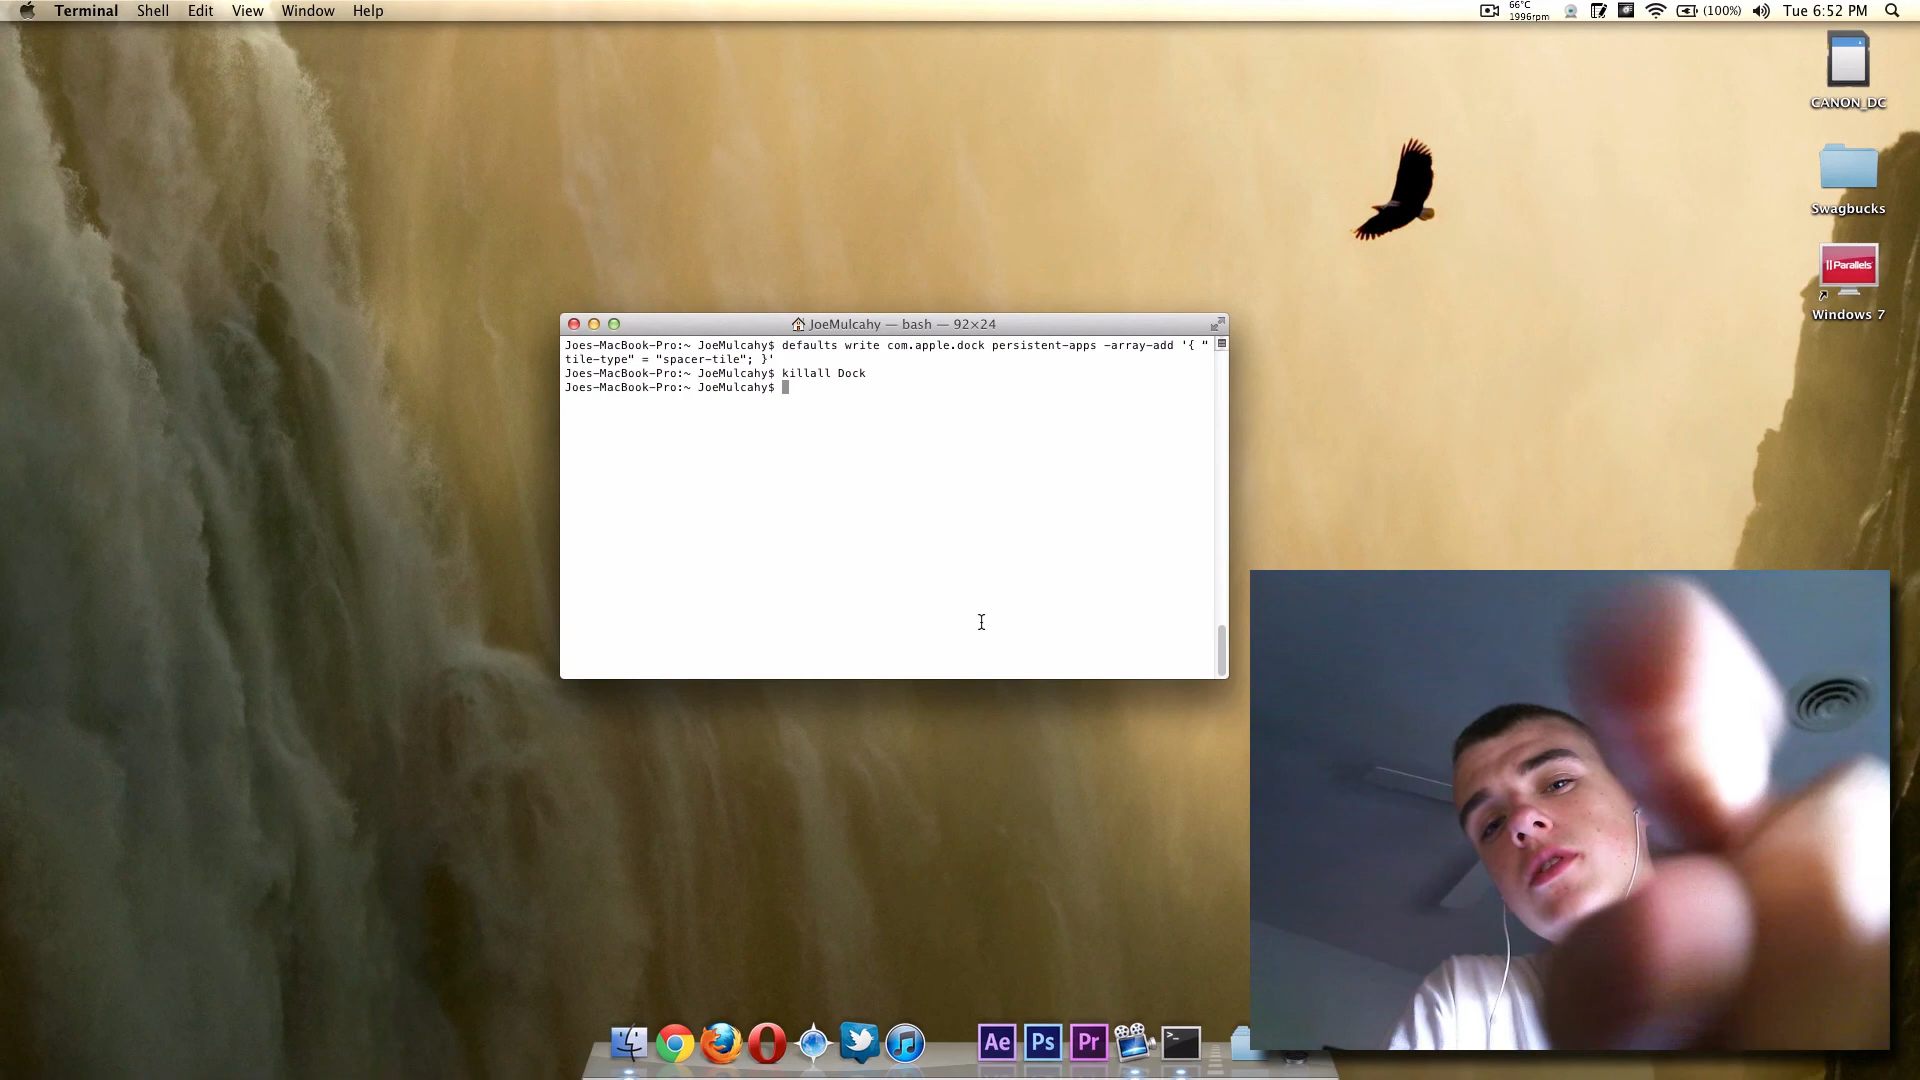 Terminal Shell Edit View Window Help 66°C 1996rpm (100%) Tue 6:52 PM
CANON_DC
Swagbucks
Parallels
Windows 7
JoeMulcahy — bash — 92×24
Joes-MacBook-Pro:~ JoeMulcahy$ defaults write com.apple.dock persistent-apps -array-add '{ "
tile-type" = "spacer-tile"; }'
Joes-MacBook-Pro:~ JoeMulcahy$ killall Dock
Joes-MacBook-Pro:~ JoeMulcahy$
Ae Ps Pr >_